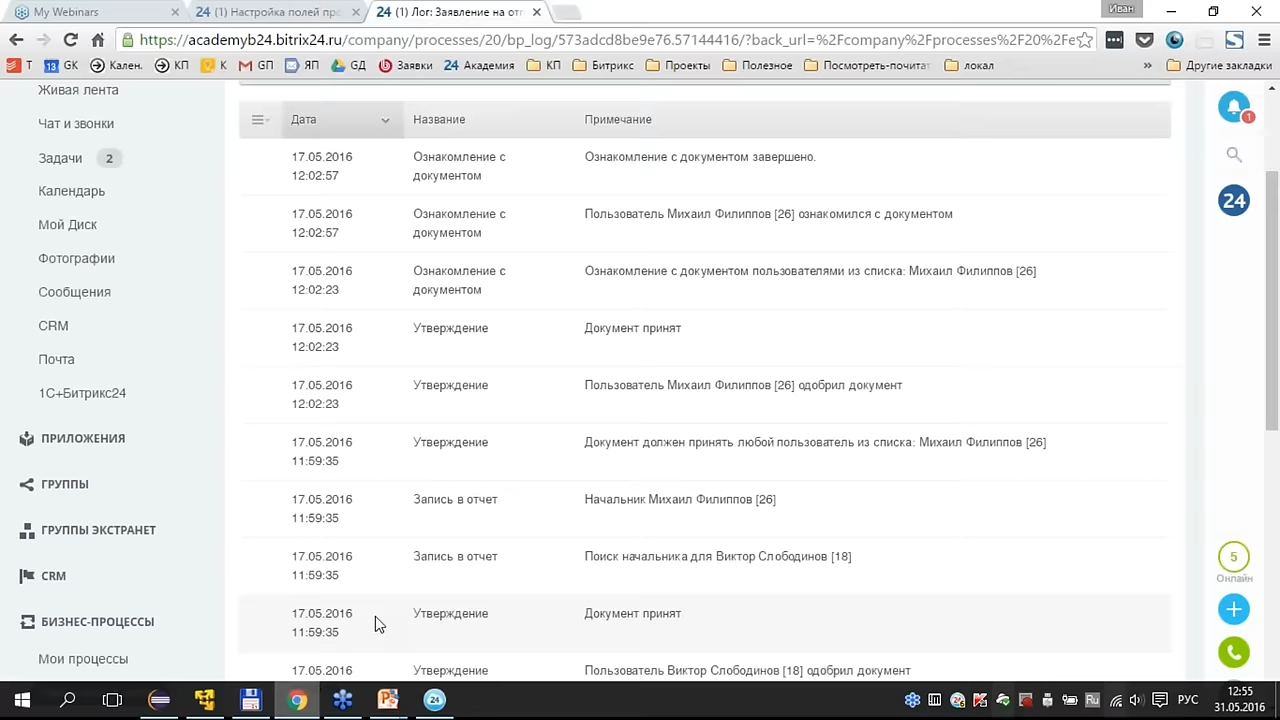 My Webinars
24 (1) Настройка полей про
24 (1) Лог: Заявление на отп
Иван
https://academyb24.bitrix24.ru/company/processes/20/bp_log/573adcd8be9e76.57144416/?back_url=%2Fcompany%2Fprocesses%2F20%2Fe
Т
13 GK
Кален.
КП
К
GП
ЯП
GД
Заявки
24 Академия
КП
Битрикс
Проекты
Полезное
Посмотреть-почитат
локал
»
Другие закладки
Живая лента
Чат и звонки
Задачи 2
Календарь
Мой Диск
Фотографии
Сообщения
CRM
Почта
1С+Битрикс24
ПРИЛОЖЕНИЯ
ГРУППЫ
ГРУППЫ ЭКСТРАНЕТ
CRM
БИЗНЕС-ПРОЦЕССЫ
Мои процессы
Дата Название Примечание
17.05.2016 Ознакомление с Ознакомление с документом завершено.
12:02:57 документом
17.05.2016 Ознакомление с Пользователь Михаил Филиппов [26] ознакомился с документом
12:02:57 документом
17.05.2016 Ознакомление с Ознакомление с документом пользователями из списка: Михаил Филиппов [26]
12:02:23 документом
17.05.2016 Утверждение Документ принят
12:02:23
17.05.2016 Утверждение Пользователь Михаил Филиппов [26] одобрил документ
12:02:23
17.05.2016 Утверждение Документ должен принять любой пользователь из списка: Михаил Филиппов [26]
11:59:35
17.05.2016 Запись в отчет Начальник Михаил Филиппов [26]
11:59:35
17.05.2016 Запись в отчет Поиск начальника для Виктор Слободинов [18]
11:59:35
17.05.2016 Утверждение Документ принят
11:59:35
17.05.2016 Утверждение Пользователь Виктор Слободинов [18] одобрил документ
1
24
5
Онлайн
24
Ru
РУС
12:55
31.05.2016